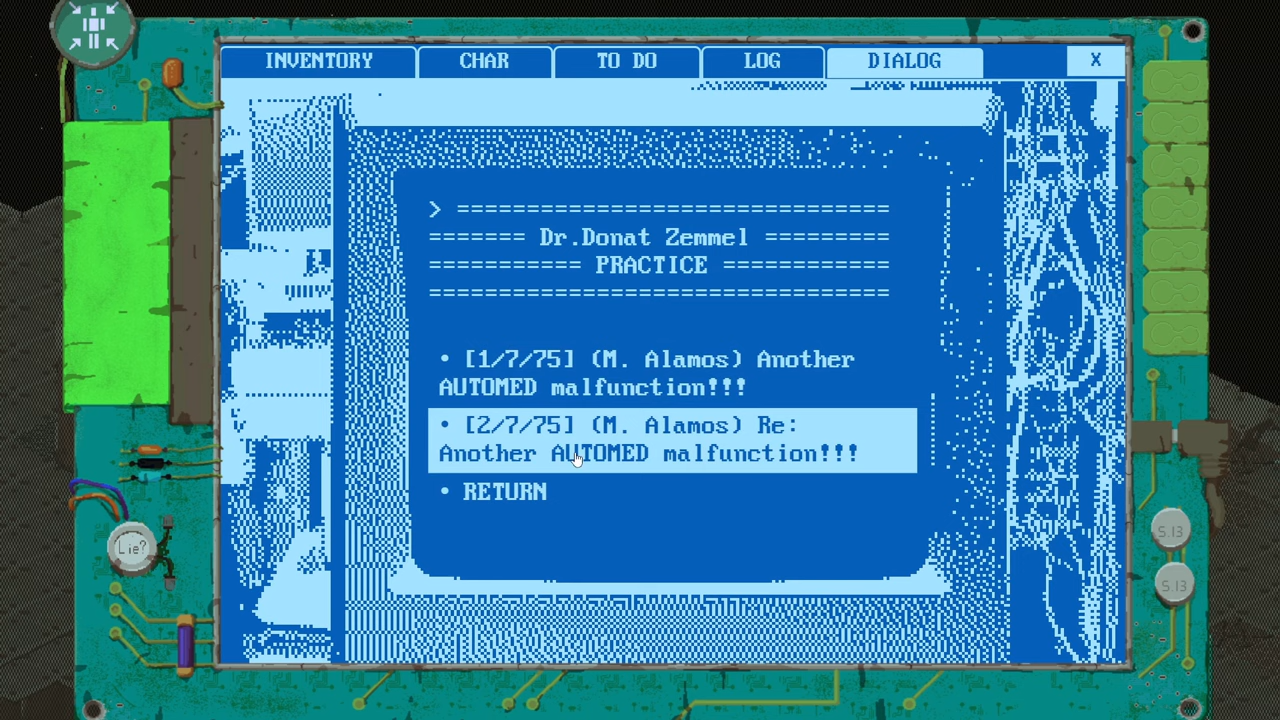 INVENTORY CHAR TO DO LOG DIALOG X
> ===============================
======= Dr.Donat Zemmel =========
=========== PRACTICE ============
=================================
• [1/7/75] (M. Alamos) Another
AUTOMED malfunction!!!
• [2/7/75] (M. Alamos) Re:
Another AUTOMED malfunction!!!
• RETURN
Lie?
S.13
S.13